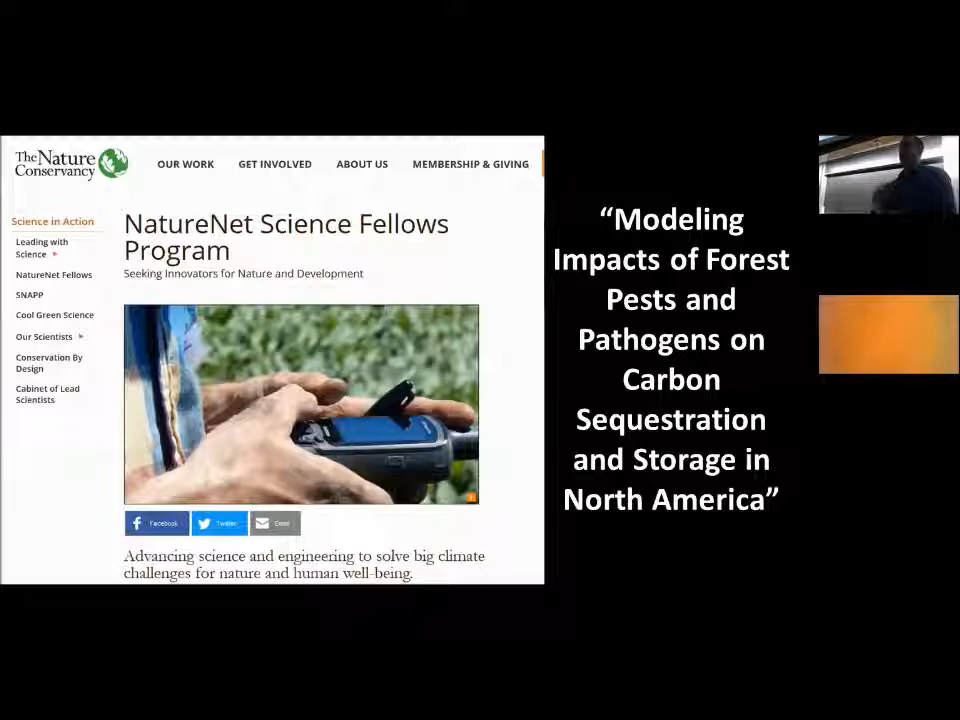 The Nature
Conservancy
OUR WORK GET INVOLVED ABOUT US MEMBERSHIP & GIVING
Science in Action
Leading with
Science
NatureNet Fellows
SNAPP
Cool Green Science
Our Scientists
Conservation By
Design
Cabinet of Lead
Scientists
NatureNet Science Fellows
Program
Seeking Innovators for Nature and Development
Facebook Twitter Email
Advancing science and engineering to solve big climate
challenges for nature and human well-being.
“Modeling
Impacts of Forest
Pests and
Pathogens on
Carbon
Sequestration
and Storage in
North America”